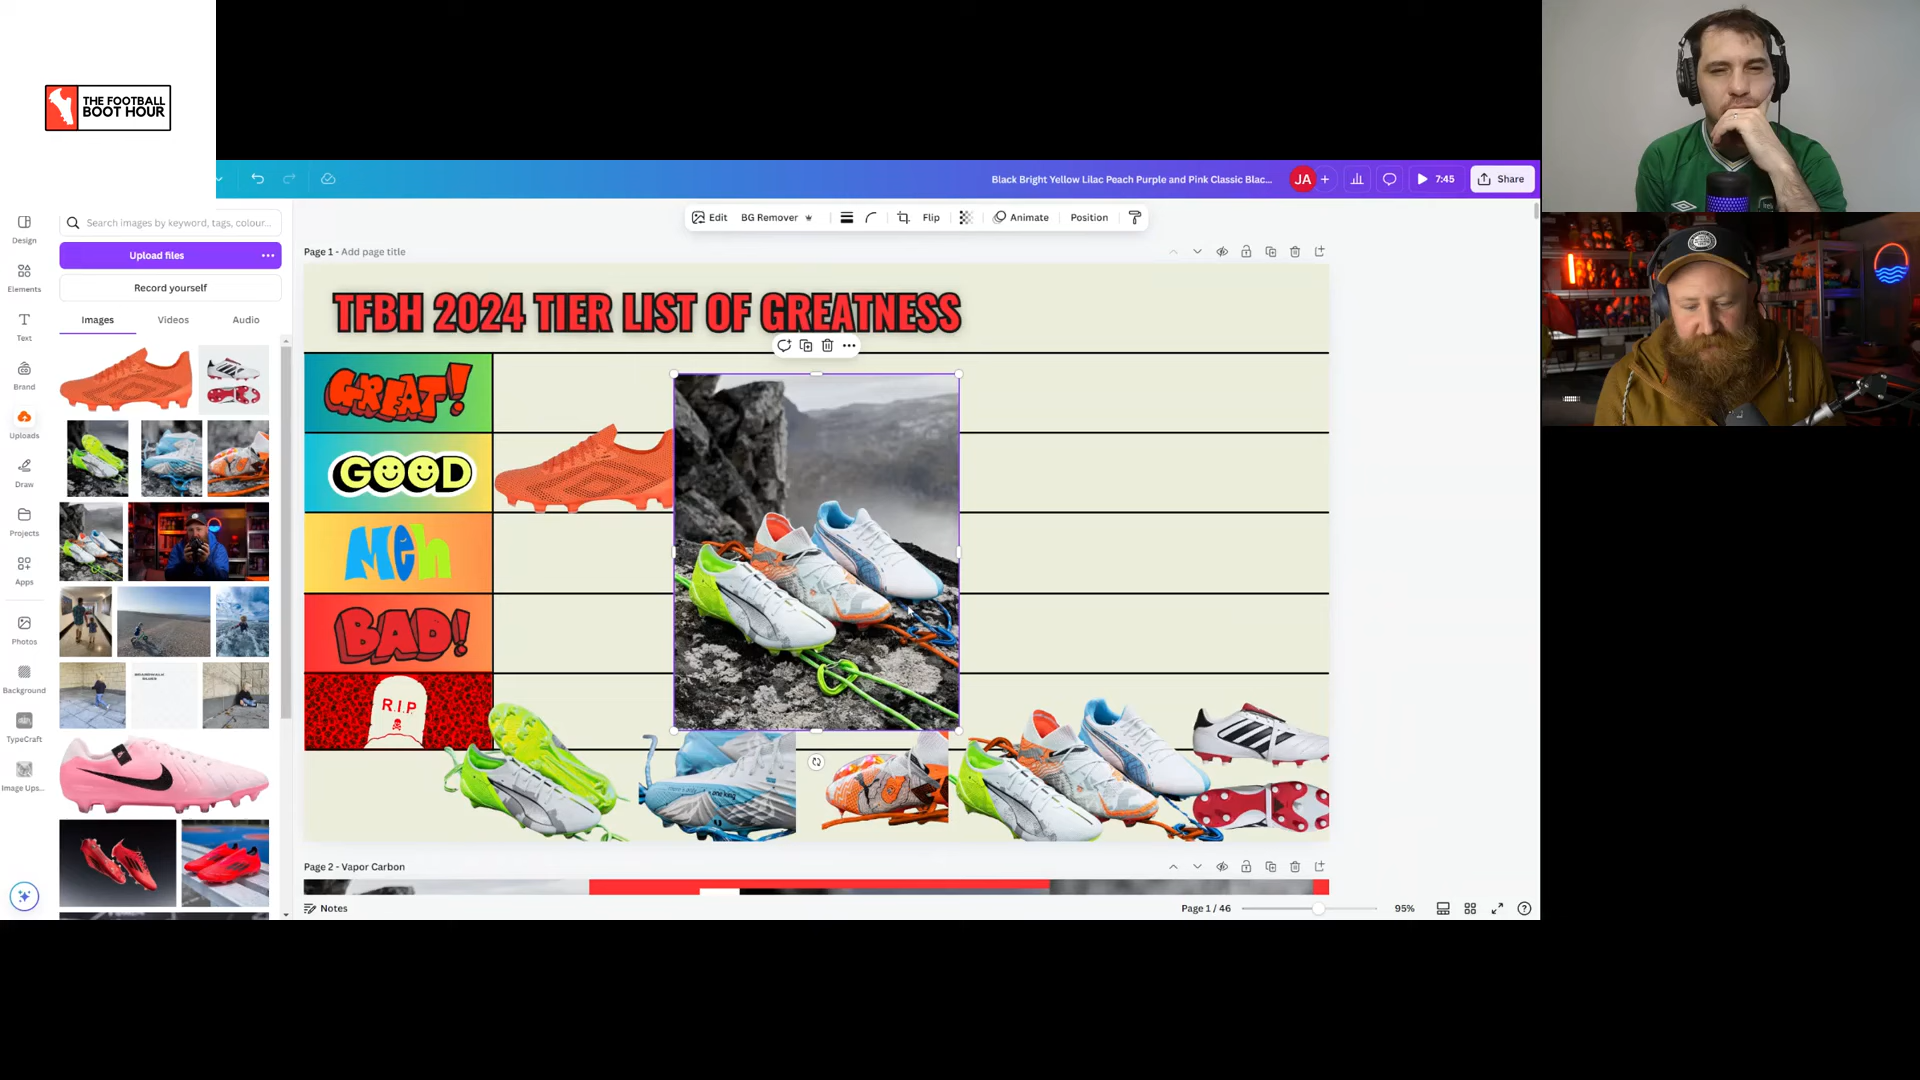 THE FOOTBALL
BOOT HOUR
Black Bright Yellow Lilac Peach Purple and Pink Classic Blac...
JA
7:45
Share
Design
Elements
Text
Brand
Uploads
Draw
Projects
Apps
Photos
Background
TypeCraft
Image Ups...
Search images by keyword, tags, colour...
Upload files
Record yourself
Images
Videos
Audio
Edit
BG Remover
Flip
Animate
Position
Page 1 - Add page title
TFBH 2024 TIER LIST OF GREATNESS
GREAT!
GOOD
Meh
BAD!
R.I.P
Page 2 - Vapor Carbon
Notes
Page 1 / 46
95%